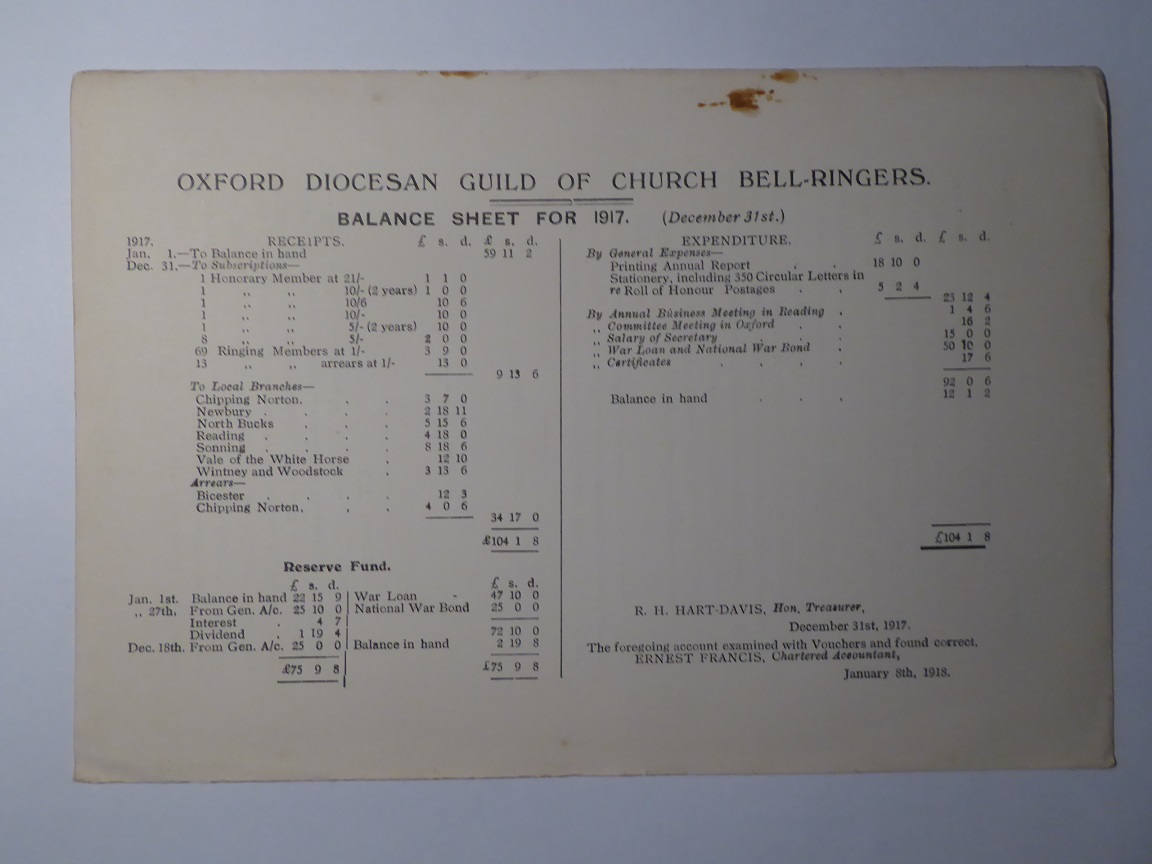 OXFORD DIOCESAN GUILD OF CHURCH BELL-RINGERS.
BALANCE SHEET FOR 1917. (December 31st.)
1917. RECEIPTS. £ s. d. £ s. d.
Jan. 1.—To Balance in hand 59 11 2
Dec. 31.—To Subscriptions—
1 Honorary Member at 21/- 1 1 0
1 ,, ,, 10/- (2 years) 1 0 0
1 ,, ,, 10/6 10 6
1 ,, ,, 10/- 10 0
1 ,, ,, 5/- (2 years) 10 0
8 ,, ,, 5/- 2 0 0
69 Ringing Members at 1/- 3 9 0
13 ,, ,, arrears at 1/- 13 0
9 13 6
To Local Branches—
Chipping Norton. . . 3 7 0
Newbury . . . . 2 18 11
North Bucks . . . 5 15 6
Reading . . . . 4 18 0
Sonning . . . . 8 18 6
Vale of the White Horse . 12 10
Wintney and Woodstock . 3 13 6
Arrears—
Bicester . . . . 12 3
Chipping Norton, . . 4 0 6
34 17 0
£104 1 8
EXPENDITURE. £ s. d. £ s. d.
By General Expenses—
Printing Annual Report . . 18 10 0
Stationery, including 350 Circular Letters in
re Roll of Honour Postages . . 5 2 4
23 12 4
By Annual Business Meeting in Reading . 1 4 6
,, Committee Meeting in Oxford . . 16 2
,, Salary of Secretary . . 15 0 0
,, War Loan and National War Bond . 50 10 0
,, Certificates . . . . 17 6
92 0 6
Balance in hand . . . 12 1 2
£104 1 8
Reserve Fund.
£ s. d. £ s. d.
Jan. 1st. Balance in hand 22 15 9 War Loan - 47 10 0
,, 27th, From Gen. A/c. 25 10 0 National War Bond 25 0 0
Interest . 4 7
72 10 0
Dividend . 1 19 4
Dec. 18th. From Gen. A/c. 25 0 0 Balance in hand 2 19 8
£75 9 8 £75 9 8
R. H. HART-DAVIS, Hon. Treasurer,
December 31st, 1917.
The foregoing account examined with Vouchers and found correct.
ERNEST FRANCIS, Chartered Accountant,
January 8th, 1918.